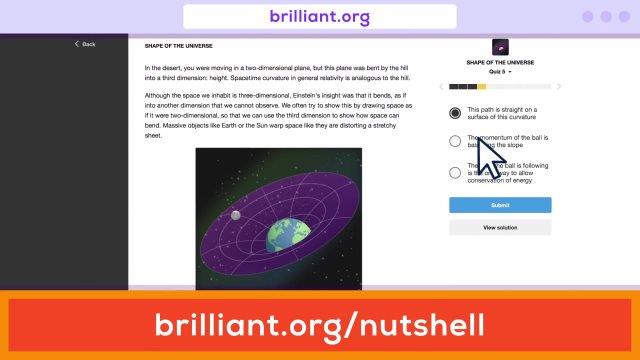 brilliant.org
Back
SHAPE OF THE UNIVERSE
In the desert, you were moving in a two-dimensional plane, but this plane was bent by the hill
into a third dimension: height. Spacetime curvature in general relativity is analogous to the hill.
Although the space we inhabit is three-dimensional, Einstein's insight was that it bends, as if
into another dimension that we cannot observe. We often try to show this by drawing space as
if it were two-dimensional, so that we can use the third dimension to show how space can
bend. Massive objects like Earth or the Sun warp space like they are distorting a stretchy
sheet.
SHAPE OF THE UNIVERSE
Quiz 5
This path is straight on a
surface of this curvature
The momentum of the ball is
the slope
the ball is following
is the way to allow
conservation of energy
Submit
View solution
brilliant.org/nutshell